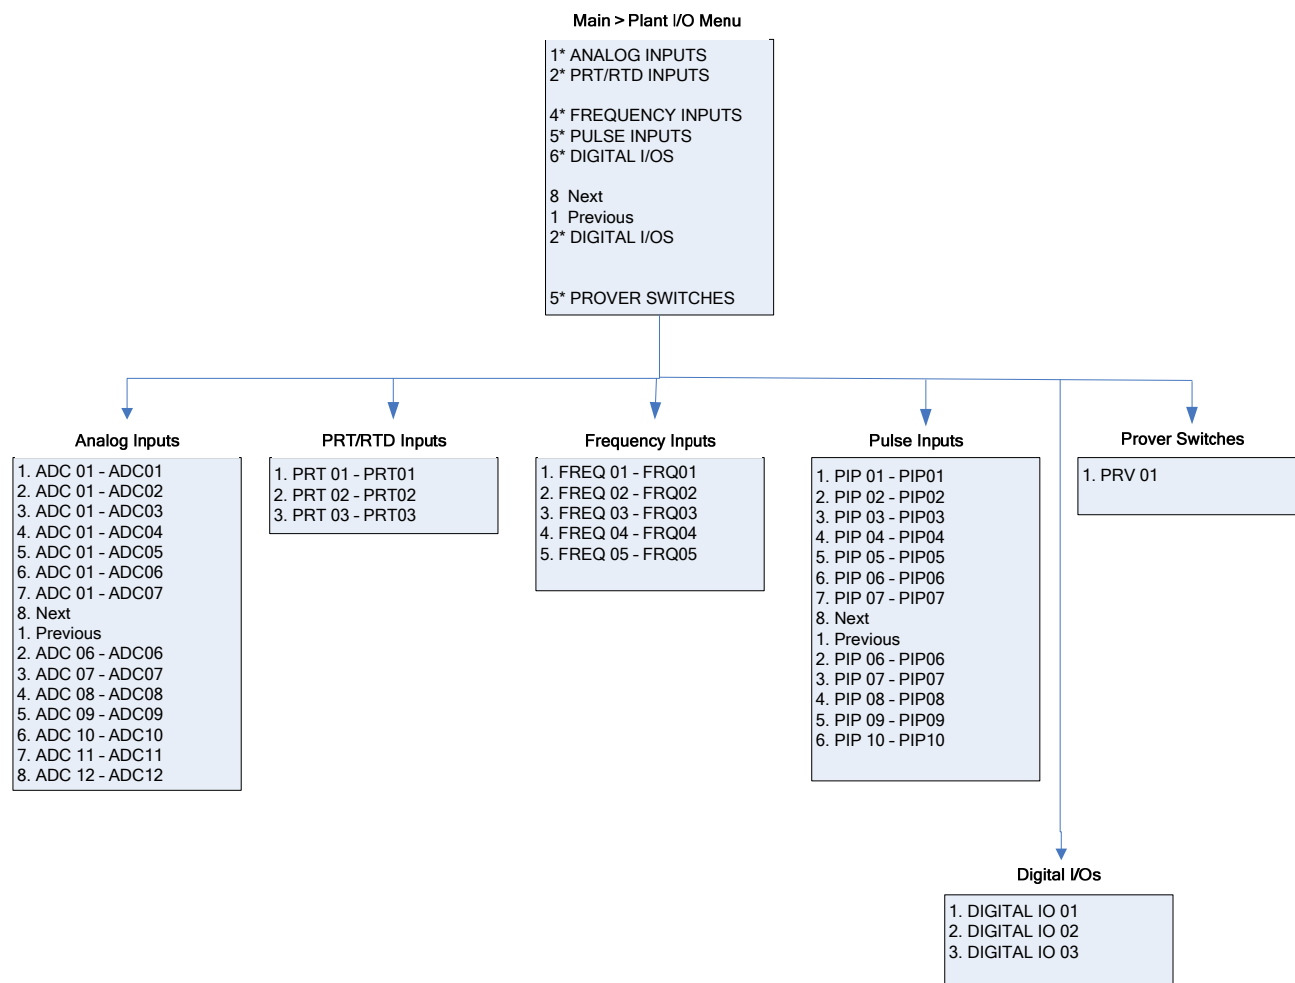 Main > Plant I/O Menu
1* ANALOG INPUTS
2* PRT/RTD INPUTS
4* FREQUENCY INPUTS
5* PULSE INPUTS
6* DIGITAL I/OS
8 Next
1 Previous
2* DIGITAL I/OS
5* PROVER SWITCHES
Analog Inputs
1. ADC 01 - ADC01
2. ADC 01 - ADC02
3. ADC 01 - ADC03
4. ADC 01 - ADC04
5. ADC 01 - ADC05
6. ADC 01 - ADC06
7. ADC 01 - ADC07
8. Next
1. Previous
2. ADC 06 - ADC06
3. ADC 07 - ADC07
4. ADC 08 - ADC08
5. ADC 09 - ADC09
6. ADC 10 - ADC10
7. ADC 11 - ADC11
8. ADC 12 - ADC12
PRT/RTD Inputs
1. PRT 01 - PRT01
2. PRT 02 - PRT02
3. PRT 03 - PRT03
Frequency Inputs
1. FREQ 01 - FRQ01
2. FREQ 02 - FRQ02
3. FREQ 03 - FRQ03
4. FREQ 04 - FRQ04
5. FREQ 05 - FRQ05
Pulse Inputs
1. PIP 01 - PIP01
2. PIP 02 - PIP02
3. PIP 03 - PIP03
4. PIP 04 - PIP04
5. PIP 05 - PIP05
6. PIP 06 - PIP06
7. PIP 07 - PIP07
8. Next
1. Previous
2. PIP 06 - PIP06
3. PIP 07 - PIP07
4. PIP 08 - PIP08
5. PIP 09 - PIP09
6. PIP 10 - PIP10
Prover Switches
1. PRV 01
Digital I/Os
1. DIGITAL IO 01
2. DIGITAL IO 02
3. DIGITAL IO 03